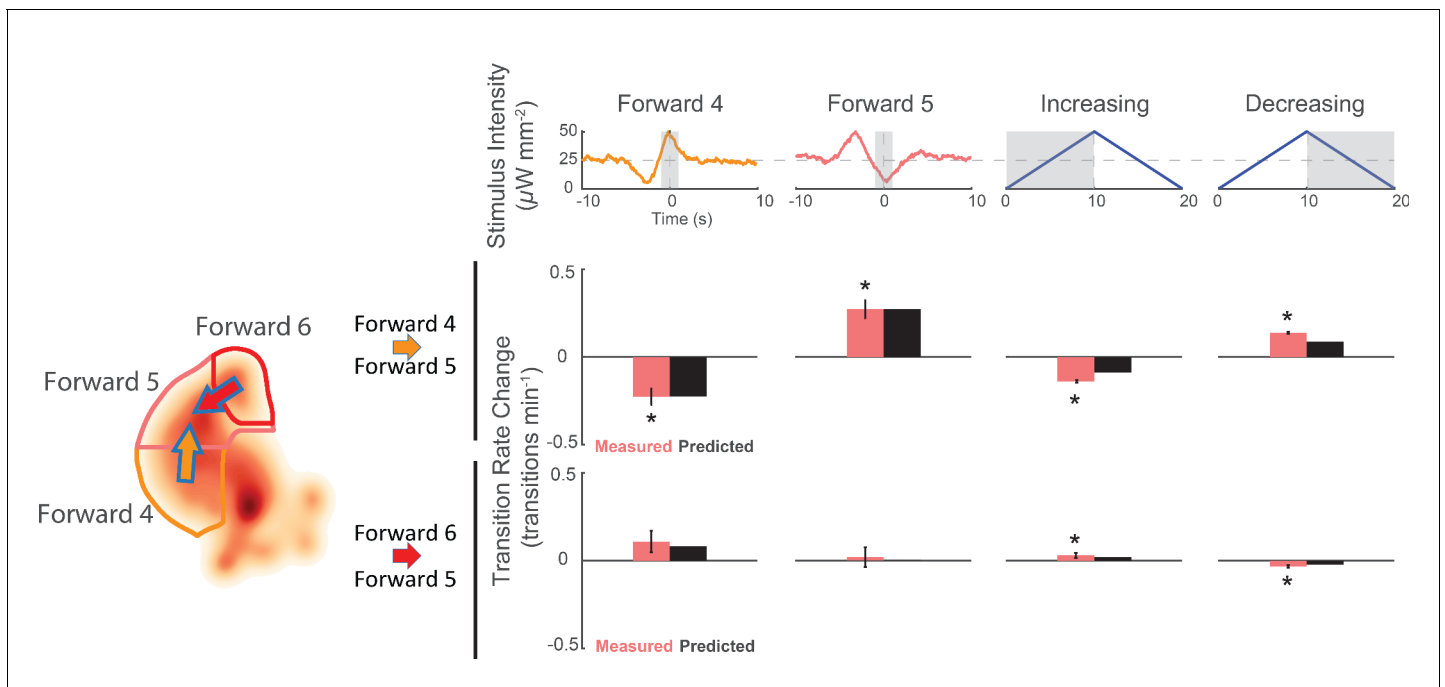 Stimulus Intensity
(µW mm-2)
Forward 4
Forward 5
Increasing
Decreasing
50
25
0
-10
0
10
Time (s)
-10
0
10
0
10
20
0
10
20
Forward 6
Forward 5
Forward 4
Forward 4
Forward 5
Forward 6
Forward 5
Transition Rate Change
(transitions min-1)
0.5
0
-0.5
*
*
*
*
Measured Predicted
0.5
0
-0.5
*
*
Measured Predicted